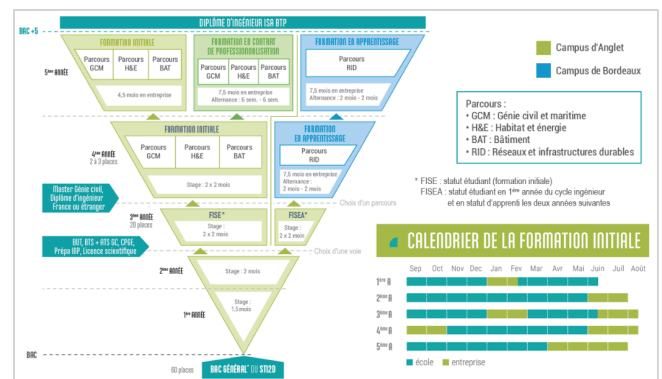 BAC +5
DIPLÔME D'INGÉNIEUR ISA BTP
FORMATION INITIALE
Parcours GCM
Parcours H&E
Parcours BAT
4,5 mois en entreprise
5ème ANNÉE
FORMATION EN CONTRAT
DE PROFESSIONNALISATION
Parcours GCM
Parcours H&E
Parcours BAT
7,5 mois en entreprise
Alternance : 6 sem. - 6 sem.
FORMATION EN APPRENTISSAGE
Parcours
RID
7,5 mois en entreprise
Alternance : 2 mois - 2 mois
Campus d'Anglet
Campus de Bordeaux
Parcours :
• GCM : Génie civil et maritime
• H&E : Habitat et énergie
• BAT : Bâtiment
• RID : Réseaux et infrastructures durables
* FISE : statut étudiant (formation initiale)
FISEA : statut étudiant en 1ère année du cycle ingénieur
et en statut d'apprenti les deux années suivantes
4ème ANNÉE
2 à 3 places
FORMATION INITIALE
Parcours GCM
Parcours H&E
Parcours BAT
Stage : 2 x 2 mois
FORMATION
EN APPRENTISSAGE
Parcours
RID
7,5 mois en entreprise
Alternance :
2 mois - 2 mois
Master Génie civil,
Diplôme d'ingénieur
France ou étranger
Choix d'un parcours
3ème ANNÉE
20 places
FISE*
Stage :
2 x 2 mois
FISEA*
Stage :
2 x 2 mois
BUT, BTS + ATS GC, CPGE,
Prépa INP, Licence scientifique
Choix d'une voie
2ème ANNÉE
Stage : 2 mois
1ère ANNÉE
Stage :
1,5 mois
BAC
60 places
BAC GÉNÉRAL* OU STI2D
CALENDRIER DE LA FORMATION INITIALE
Sep Oct Nov Dec Jan Fev Mar Avr Mai Juin Juil Août
1ère A
2ème A
3ème A
4ème A
5ème A
école
entreprise